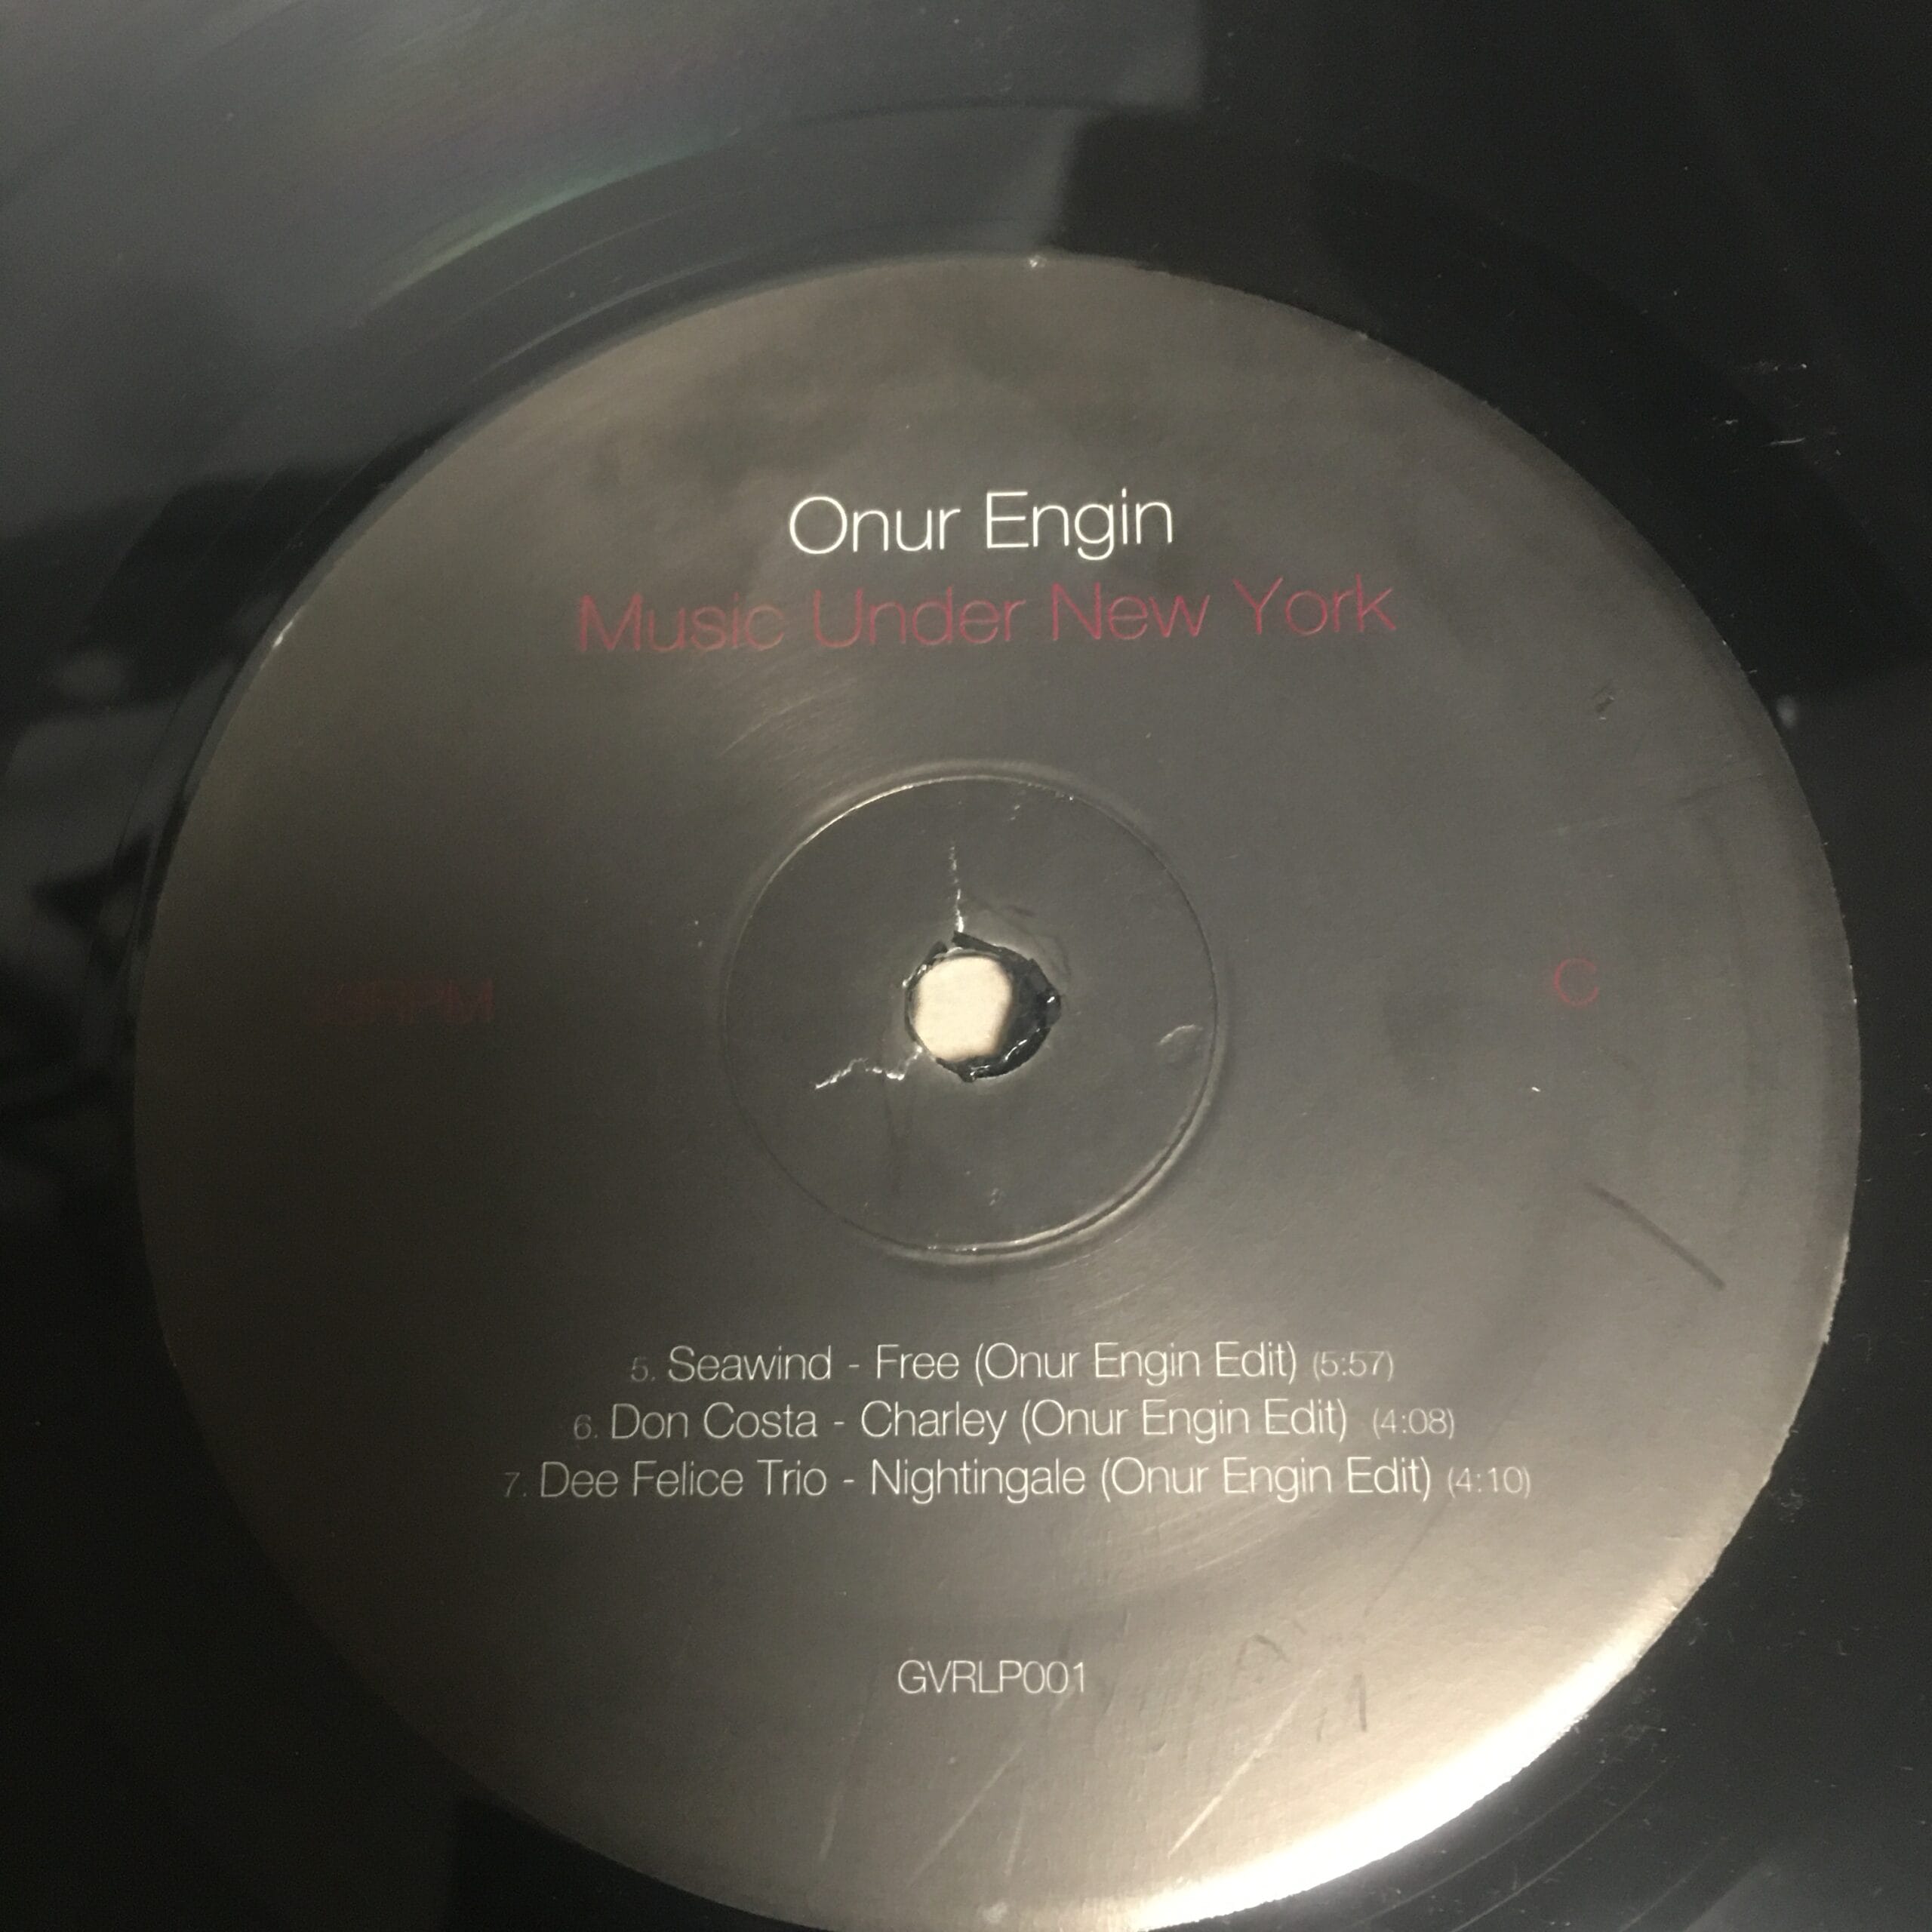 Onur Engin
Music Under New York
RPM
C
5. Seawind - Free (Onur Engin Edit) (5:57)
6. Don Costa - Charley (Onur Engin Edit) (4:08)
7. Dee Felice Trio - Nightingale (Onur Engin Edit) (4:10)
GVRLP001